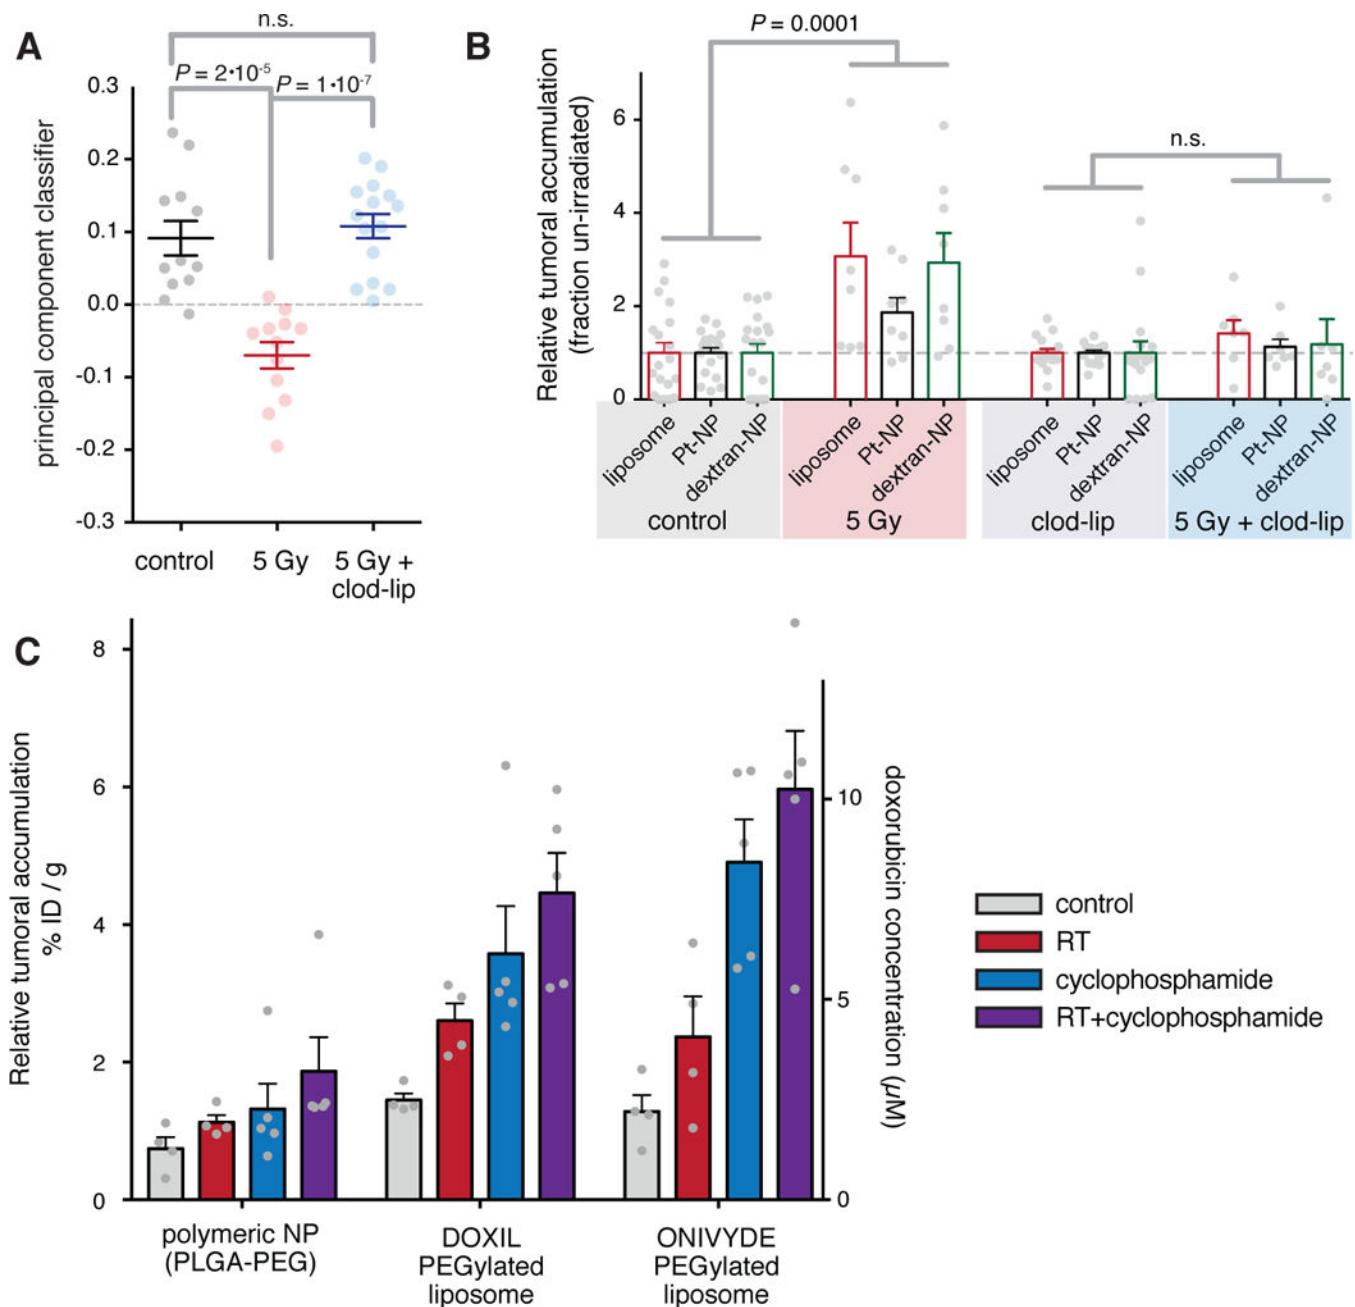 A
n.s.
P = 2•10-5
P = 1•10-7
principal component classifier
0.3
0.2
0.1
0.0
-0.1
-0.2
-0.3
control
5 Gy
5 Gy +
clod-lip
B
P = 0.0001
n.s.
Relative tumoral accumulation
(fraction un-irradiated)
6
4
2
0
liposome
Pt-NP
dextran-NP
liposome
Pt-NP
dextran-NP
liposome
Pt-NP
dextran-NP
liposome
Pt-NP
dextran-NP
control
5 Gy
clod-lip
5 Gy + clod-lip
C
Relative tumoral accumulation
% ID / g
8
6
4
2
0
10
5
0
doxorubicin concentration (µM)
polymeric NP
(PLGA-PEG)
DOXIL
PEGylated
liposome
ONIVYDE
PEGylated
liposome
control
RT
cyclophosphamide
RT+cyclophosphamide